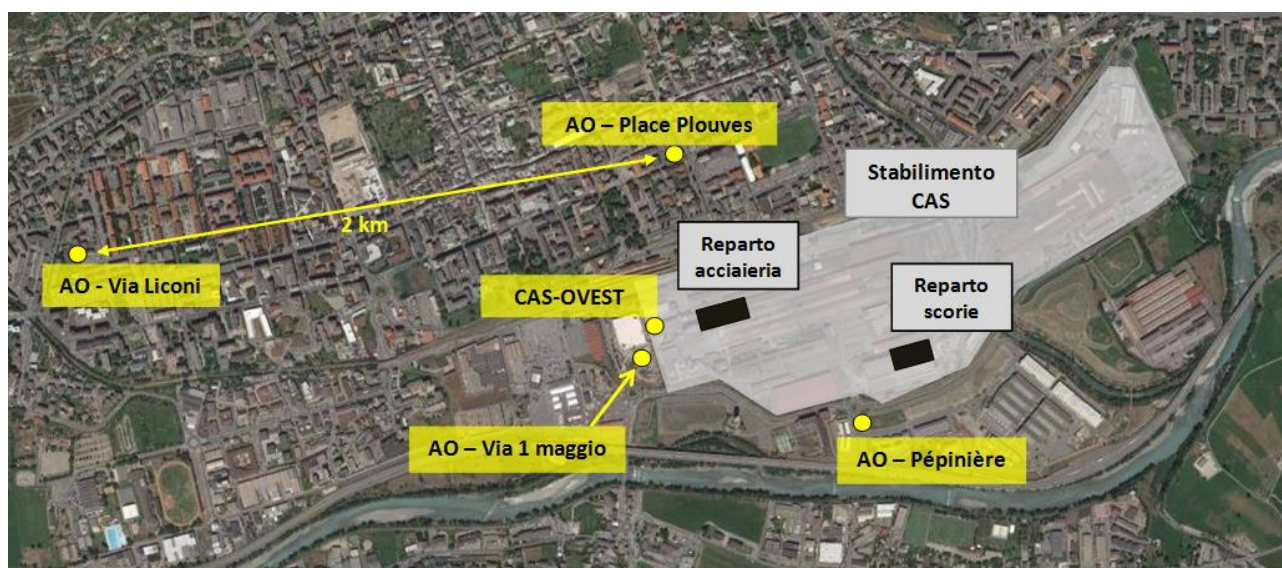 AO – Place Plouves
Stabilimento
CAS
2 km
AO - Via Liconi
Reparto
acciaieria
CAS-OVEST
Reparto
scorie
AO – Via 1 maggio
AO – Pépinière